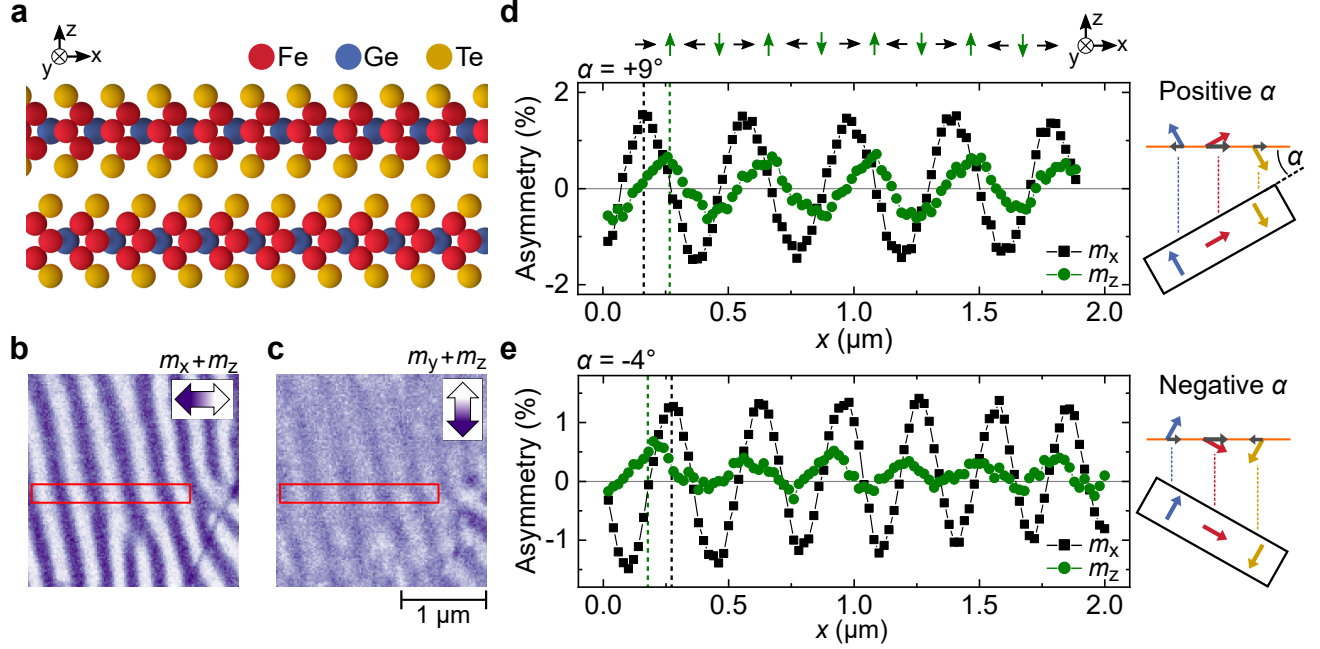 a
z
y
x
Fe
Ge
Te
b
mx+mz
c
my+mz
1 μm
d
α = +9°
z
y
x
Asymmetry (%)
2
0
-2
mx
mz
0.0
0.5
1.0
1.5
2.0
x (μm)
Positive α
α
e
α = -4°
Asymmetry (%)
1
0
-1
mx
mz
0.0
0.5
1.0
1.5
2.0
x (μm)
Negative α